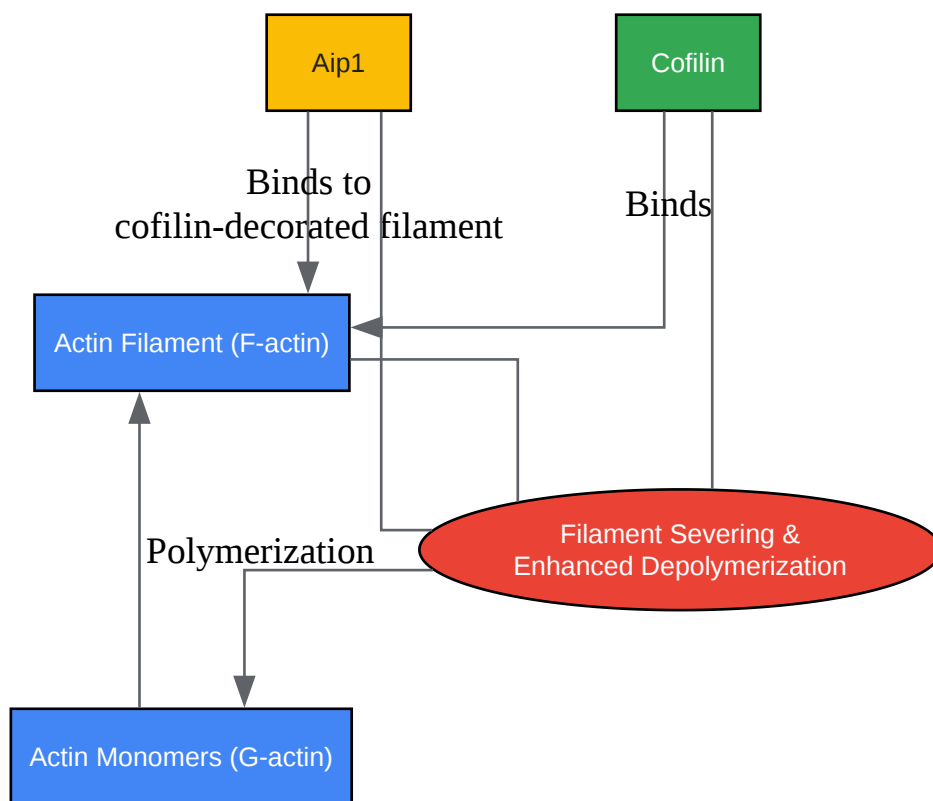 Aip1
Cofilin
Binds to
cofilin-decorated filament
Binds
Actin Filament (F-actin)
Filament Severing &
Enhanced Depolymerization
Polymerization
Actin Monomers (G-actin)